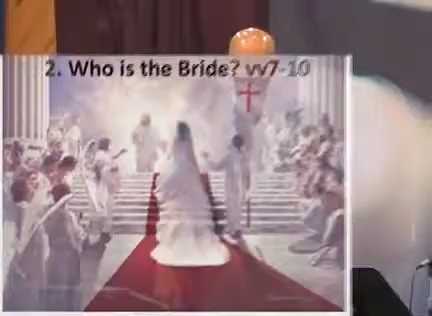 2. Who is the Bride? vv7-10